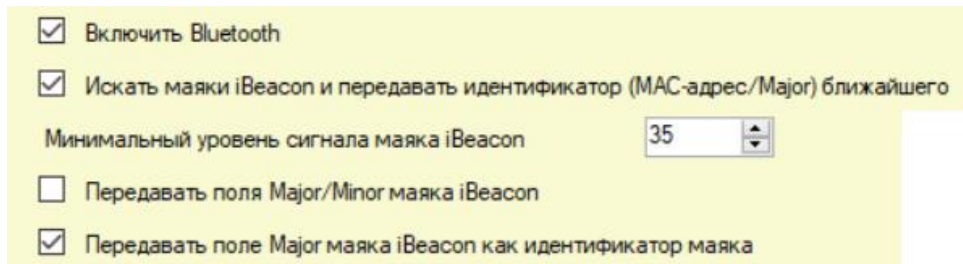 Включить Bluetooth
Искать маяки iBeacon и передавать идентификатор (MAC-адрес/Major) ближайшего
Минимальный уровень сигнала маяка iBeacon 35
Передавать поля Major/Minor маяка iBeacon
Передавать поле Major маяка iBeacon как идентификатор маяка